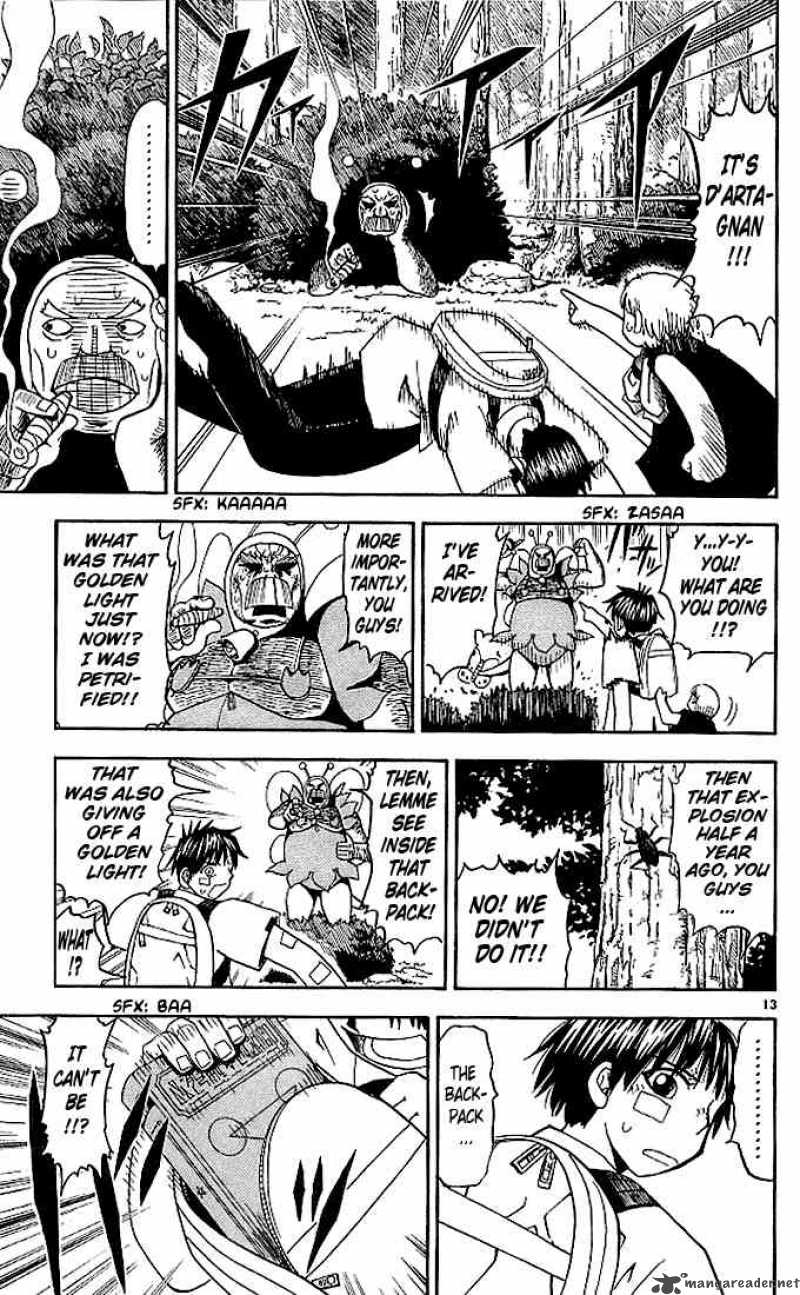 IT'S
D'ARTA-
GNAN
!!!
........
SFX: KAAAAA
SFX: ZASAA
Y...Y-Y-
YOU!
WHAT ARE
YOU DOING
!!?
I'VE
AR-
RIVED!
MORE
IMPOR-
TANTLY,
YOU
GUYS!
WHAT
WAS THAT
GOLDEN
LIGHT
JUST
NOW!?
I WAS
PETRI-
FIED!!
THEN
THAT EX-
PLOSION
HALF A
YEAR
AGO, YOU
GUYS
...
NO! WE
DIDN'T
DO IT!!
THEN,
LEMME
SEE
INSIDE
THAT
BACK-
PACK!
THAT
WAS ALSO
GIVING
OFF A
GOLDEN
LIGHT!
WHAT
!?
13
SFX: BAA
........
THE
BACK-
PACK
...
IT
CAN'T
BE
!!?
mangareader.net